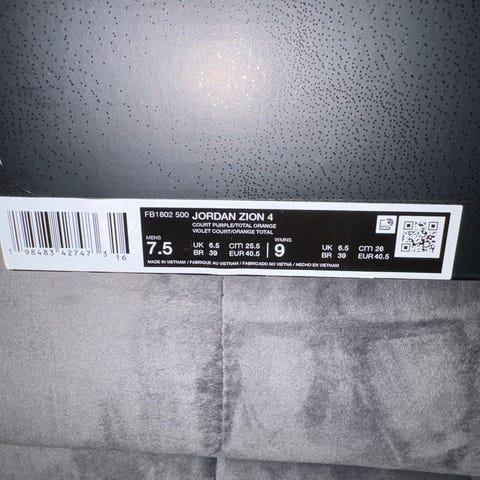 FB1802 500 JORDAN ZION 4
COURT PURPLE/TOTAL ORANGE
VIOLET COURT/ORANGE TOTAL
MENS 7.5 UK 6.5 CM 25.5 BR 39 EUR 40.5
WMNS 9 UK 6.5 CM 26 BR 39 EUR 40.5
MADE IN VIETNAM / FABRIQUE AU VIETNAM / FABRICADO NO VIETNÃ / HECHO EN VIETNAM
1 98483 42747 3 16